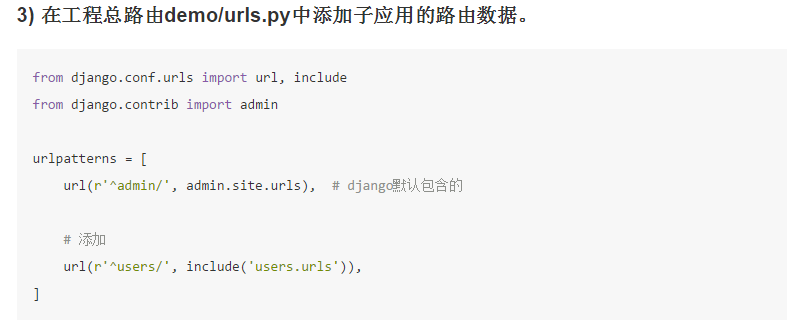 3) 在工程总路由demo/urls.py中添加子应用的路由数据。
from django.conf.urls import url, include
from django.contrib import admin
urlpatterns = [
    url(r'^admin/', admin.site.urls),  # django默认包含的
    # 添加
    url(r'^users/', include('users.urls')),
]